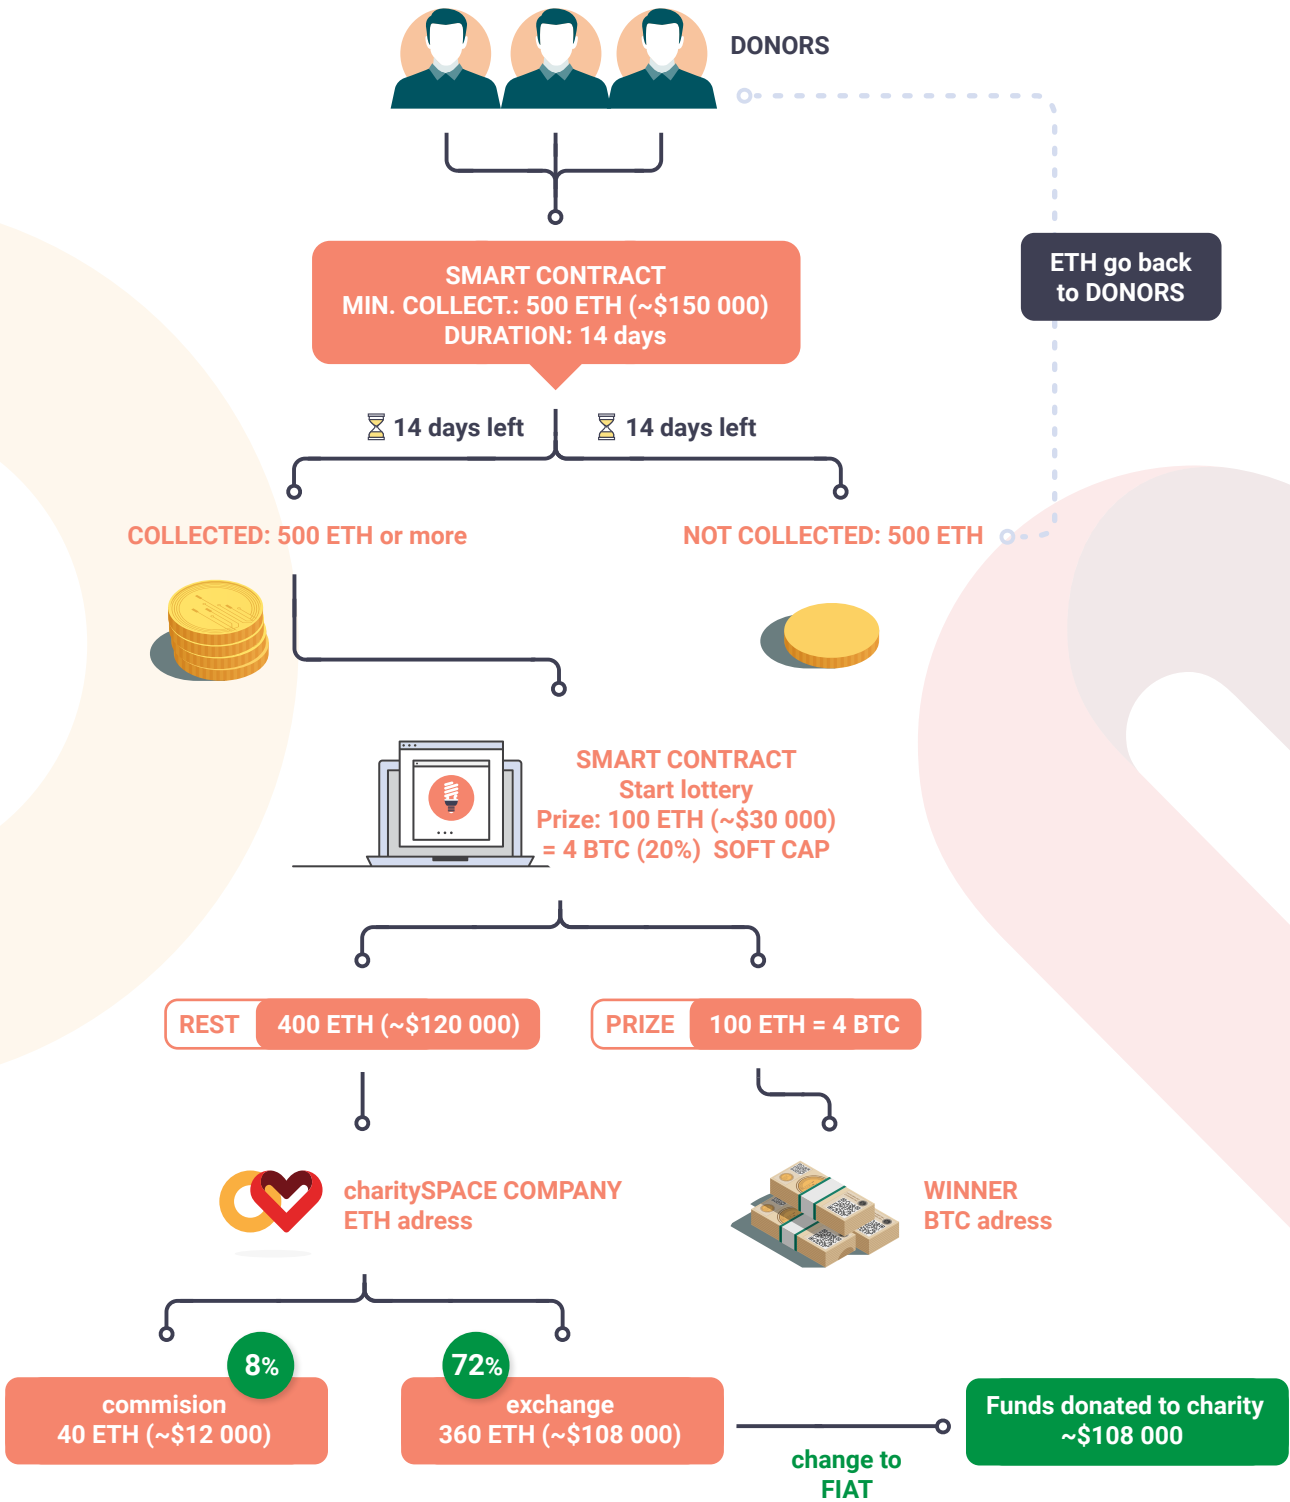 DONORS
ETH go back
to DONORS
SMART CONTRACT
MIN. COLLECT.: 500 ETH (~$150 000)
DURATION: 14 days
14 days left
14 days left
COLLECTED: 500 ETH or more
NOT COLLECTED: 500 ETH
SMART CONTRACT
Start lottery
Prize: 100 ETH (~$30 000)
= 4 BTC (20%) SOFT CAP
REST 400 ETH (~$120 000)
PRIZE 100 ETH = 4 BTC
charitySPACE COMPANY
ETH adress
WINNER
BTC adress
8%
commision
40 ETH (~$12 000)
72%
exchange
360 ETH (~$108 000)
change to
FIAT
Funds donated to charity
~$108 000